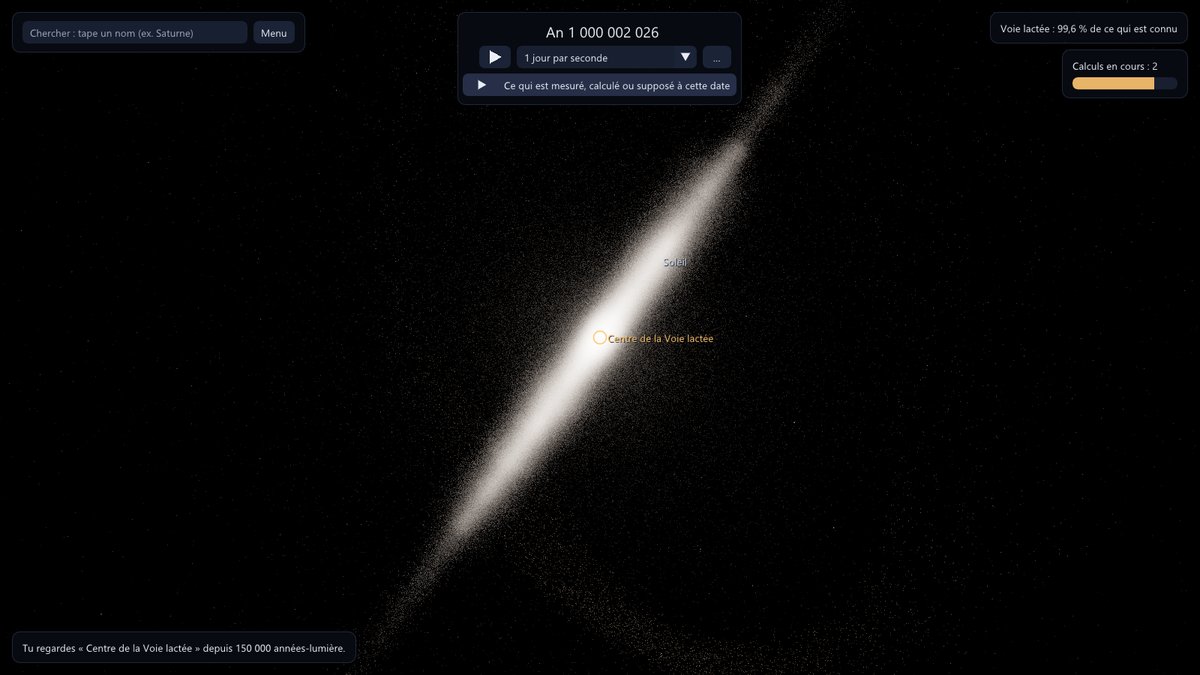 Chercher : tape un nom (ex. Saturne)
Menu
An 1 000 002 026
1 jour par seconde
...
Ce qui est mesuré, calculé ou supposé à cette date
Voie lactée : 99,6 % de ce qui est connu
Calculs en cours : 2
Soleil
Centre de la Voie lactée
Tu regardes « Centre de la Voie lactée » depuis 150 000 années-lumière.